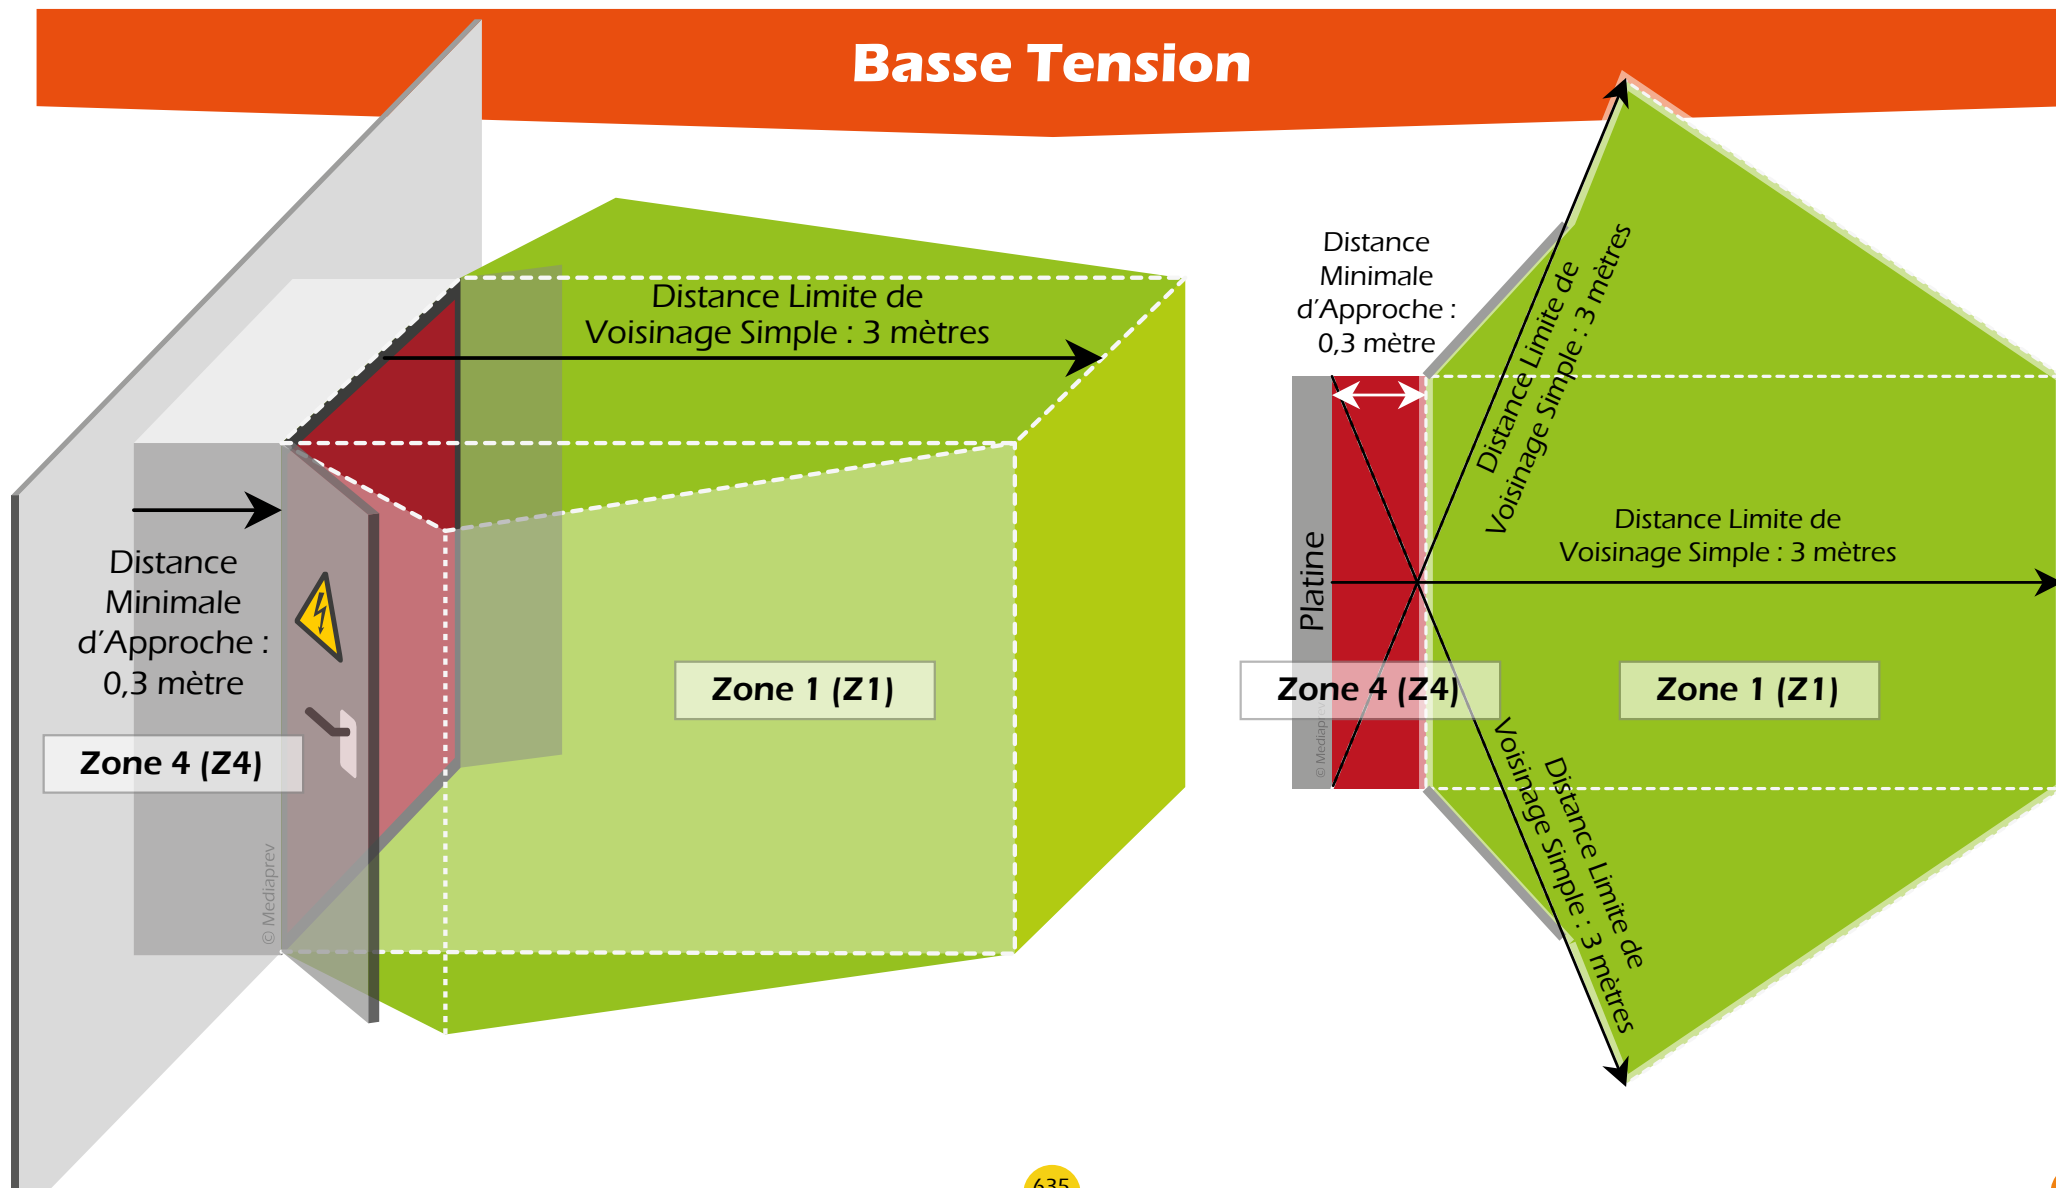 Basse Tension
Distance Limite de
Voisinage Simple : 3 mètres
Distance
Minimale
d'Approche :
0,3 mètre
Zone 4 (Z4)
Zone 1 (Z1)
© Mediaprev
Distance
Minimale
d'Approche :
0,3 mètre
Distance Limite de
Voisinage Simple : 3 mètres
Platine
Distance Limite de
Voisinage Simple : 3 mètres
Zone 4 (Z4)
Zone 1 (Z1)
© Mediaprev
Distance Limite de
Voisinage Simple : 3 mètres
635